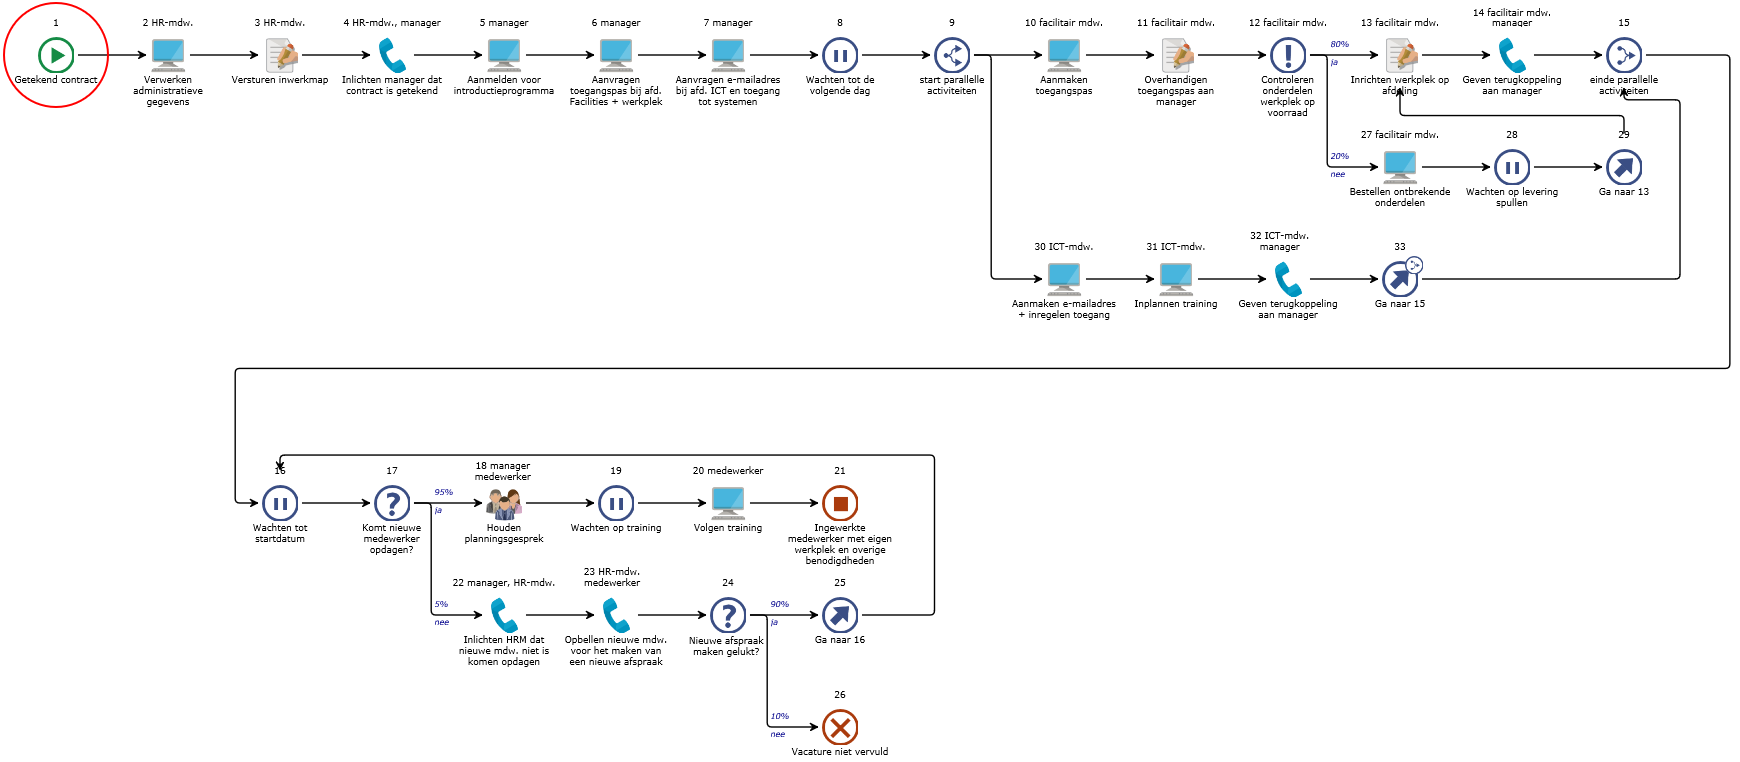 1
Getekend contract
2 HR-mdw.
Verwerken
administratieve
gegevens
3 HR-mdw.
Versturen inwerkmap
4 HR-mdw., manager
Inlichten manager dat
contract is getekend
5 manager
Aanmelden voor
introductieprogramma
6 manager
Aanvragen
toegangspas bij afd.
Facilities + werkplek
7 manager
Aanvragen e-mailadres
bij afd. ICT en toegang
tot systemen
8
Wachten tot de
volgende dag
9
start parallelle
activiteiten
10 facilitair mdw.
Aanmaken
toegangspas
11 facilitair mdw.
Overhandigen
toegangspas aan
manager
12 facilitair mdw.
Controleren
onderdelen
werkplek op
voorraad
80%
ja
13 facilitair mdw.
Inrichten werkplek op
afdeling
14 facilitair mdw.
manager
Geven terugkoppeling
aan manager
15
einde parallelle
activiteiten
20%
nee
27 facilitair mdw.
Bestellen ontbrekende
onderdelen
28
Wachten op levering
spullen
29
Ga naar 13
30 ICT-mdw.
Aanmaken e-mailadres
+ inregelen toegang
31 ICT-mdw.
Inplannen training
32 ICT-mdw.
manager
Geven terugkoppeling
aan manager
33
Ga naar 15
16
Wachten tot
startdatum
17
Komt nieuwe
medewerker
opdagen?
95%
ja
18 manager
medewerker
Houden
planningsgesprek
19
Wachten op training
20 medewerker
Volgen training
21
Ingewerkte
medewerker met eigen
werkplek en overige
benodigdheden
5%
nee
22 manager, HR-mdw.
Inlichten HRM dat
nieuwe mdw. niet is
komen opdagen
23 HR-mdw.
medewerker
Opbellen nieuwe mdw.
voor het maken van
een nieuwe afspraak
24
Nieuwe afspraak
maken gelukt?
90%
ja
25
Ga naar 16
10%
nee
26
Vacature niet vervuld